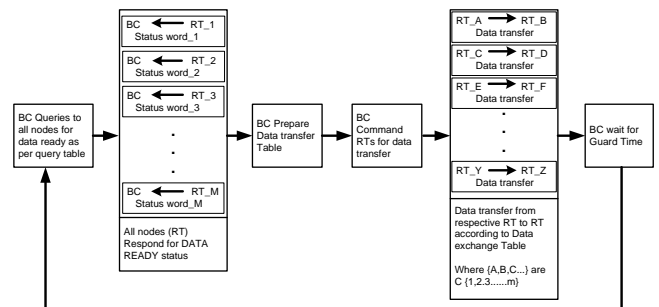 BC Queries to
all nodes for
data ready as
per query table
BC RT_1
Status word_1
BC RT_2
Status word_2
BC RT_3
Status word_3
.
.
.
BC RT_M
Status word_M
All nodes (RT)
Respond for DATA
READY status
BC Prepare
Data transfer
Table
BC
Command
RTs for data
transfer
RT_A RT_B
Data transfer
RT_C RT_D
Data transfer
RT_E RT_F
Data transfer
.
.
.
RT_Y RT_Z
Data transfer
Data transfer from
respective RT to RT
according to Data
exchange Table
Where {A,B,C...} are
C {1,2.3......m}
BC wait for
Guard Time